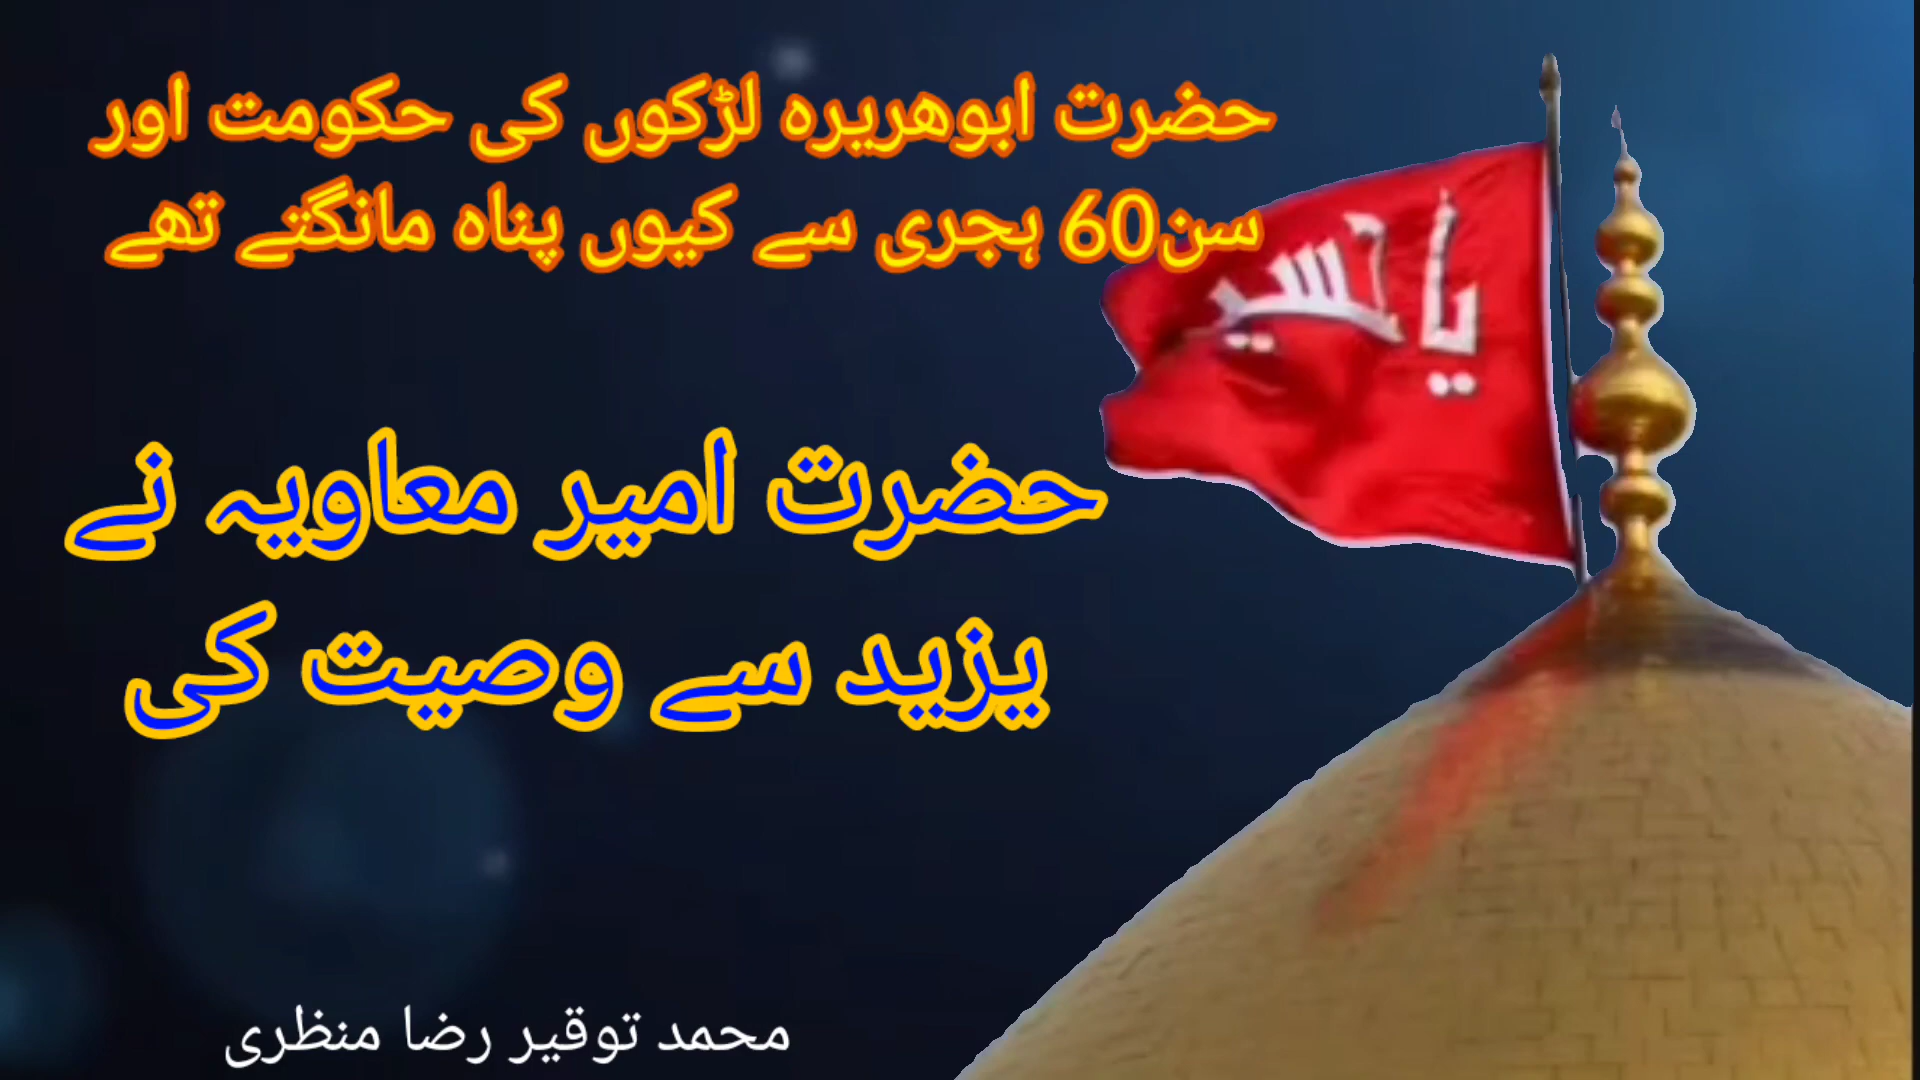 حضرت ابوھریرہ لڑکوں کی حکومت اور
سن60 ہجری سے کیوں پناہ مانگتے تھے
یا حسین
حضرت امیر معاویہ نے
یزید سے وصیت کی
محمد توقیر رضا منظری